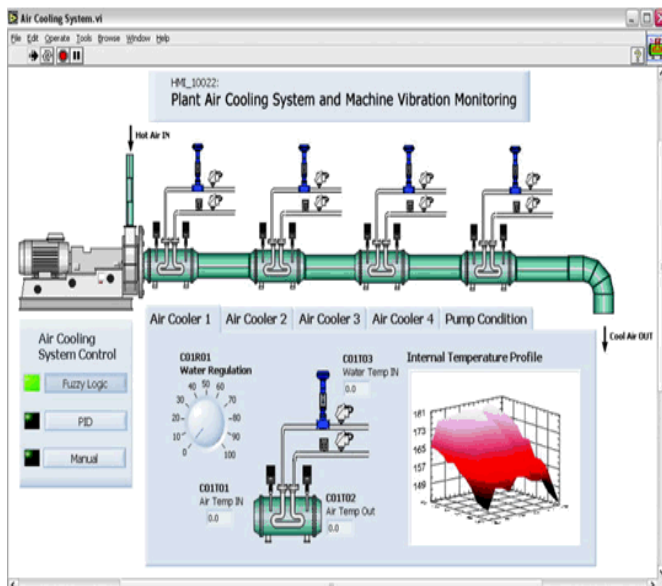 Air Cooling System.vi
File Edit Operate Tools Browse Window Help
HMI_10022:
Plant Air Cooling System and Machine Vibration Monitoring
Hot Air IN
Cool Air OUT
Air Cooling
System Control
Fuzzy Logic
PID
Manual
Air Cooler 1 Air Cooler 2 Air Cooler 3 Air Cooler 4 Pump Condition
C01R01
Water Regulation
0 10 20 30 40 50 60 70 80 90 100
C01T03
Water Temp IN
0.0
C01T01
Air Temp IN
0.0
C01T02
Air Temp Out
0.0
Internal Temperature Profile
181
173
165
157
149